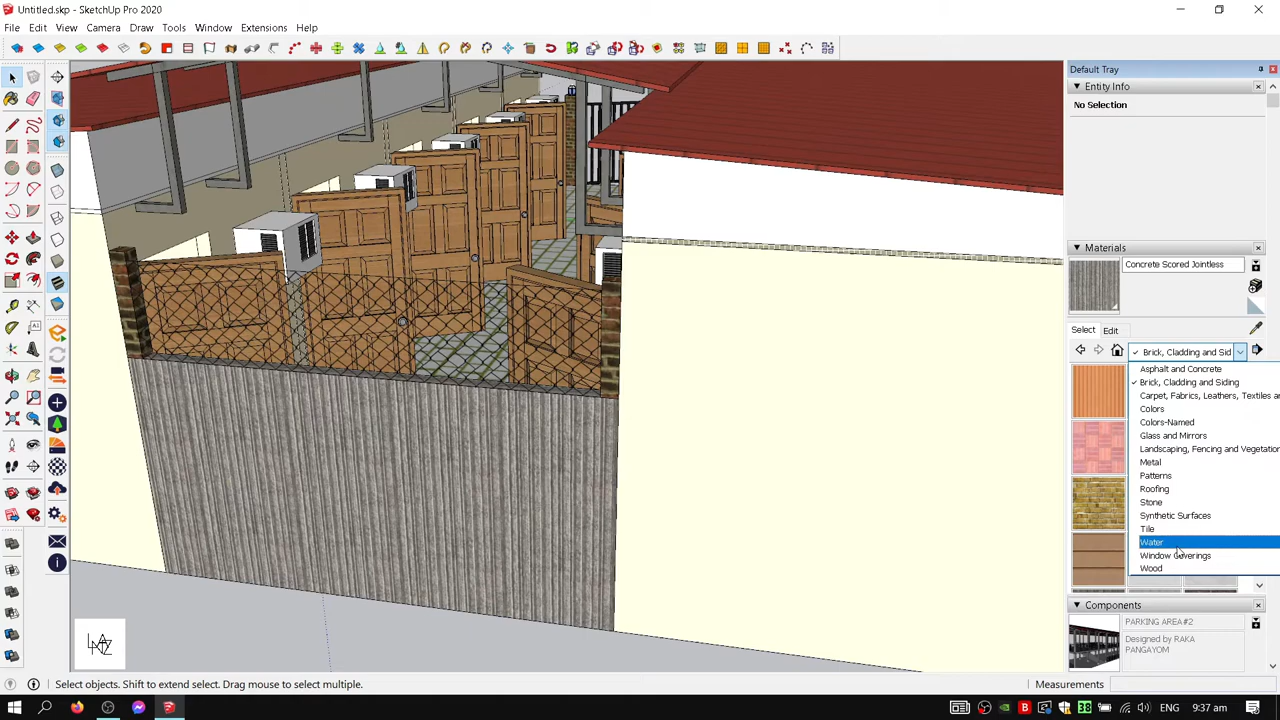 Untitled.skp - SketchUp Pro 2020
File Edit View Camera Draw Tools Window Extensions Help
Default Tray
Entity Info
No Selection
Materials
Concrete Scored Jointless
Select Edit
Brick, Cladding and Sid
Asphalt and Concrete
Brick, Cladding and Siding
Carpet, Fabrics, Leathers, Textiles
Colors
Colors-Named
Glass and Mirrors
Landscaping, Fencing and Vegetation
Metal
Patterns
Roofing
Stone
Synthetic Surfaces
Tile
Water
Window Coverings
Wood
Components
PARKING AREA#2
Designed by RAKA
PANGAYOM
Select objects. Shift to extend select. Drag mouse to select multiple.
Measurements
38 9:37 am